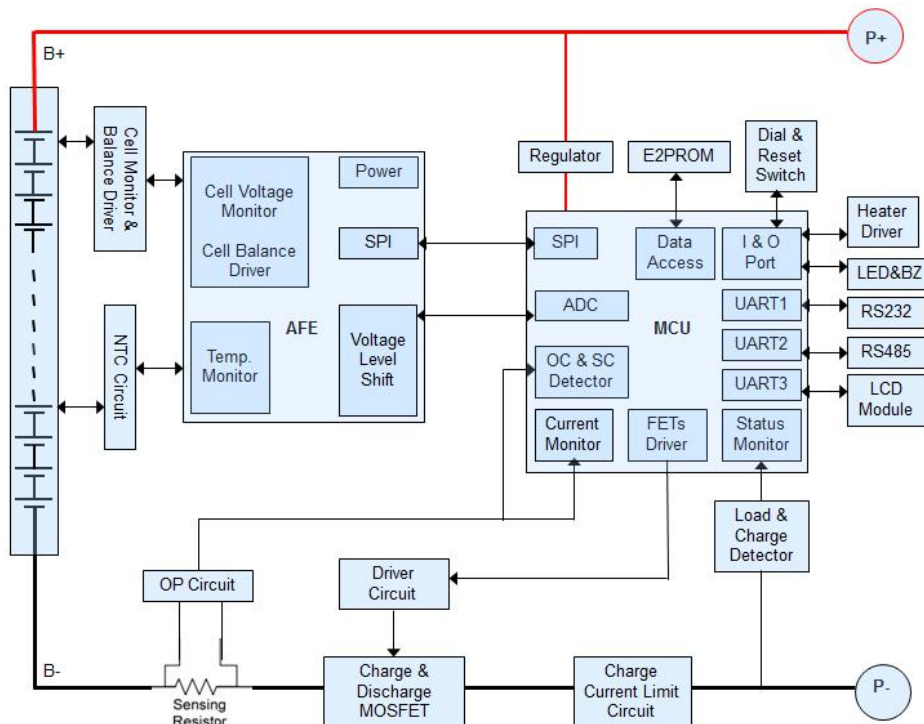 B+
P+
Cell Monitor &
Balance Driver
Regulator
E2PROM
Dial &
Reset
Switch
Cell Voltage
Monitor
Cell Balance
Driver
Power
SPI
AFE
Temp.
Monitor
Voltage
Level
Shift
NTC Circuit
SPI
Data
Access
I & O
Port
ADC
MCU
UART1
UART2
UART3
OC & SC
Detector
Current
Monitor
FETs
Driver
Status
Monitor
Heater
Driver
LED&BZ
RS232
RS485
LCD
Module
Load &
Charge
Detector
OP Circuit
Driver
Circuit
B-
Sensing
Resistor
Charge &
Discharge
MOSFET
Charge
Current Limit
Circuit
P-